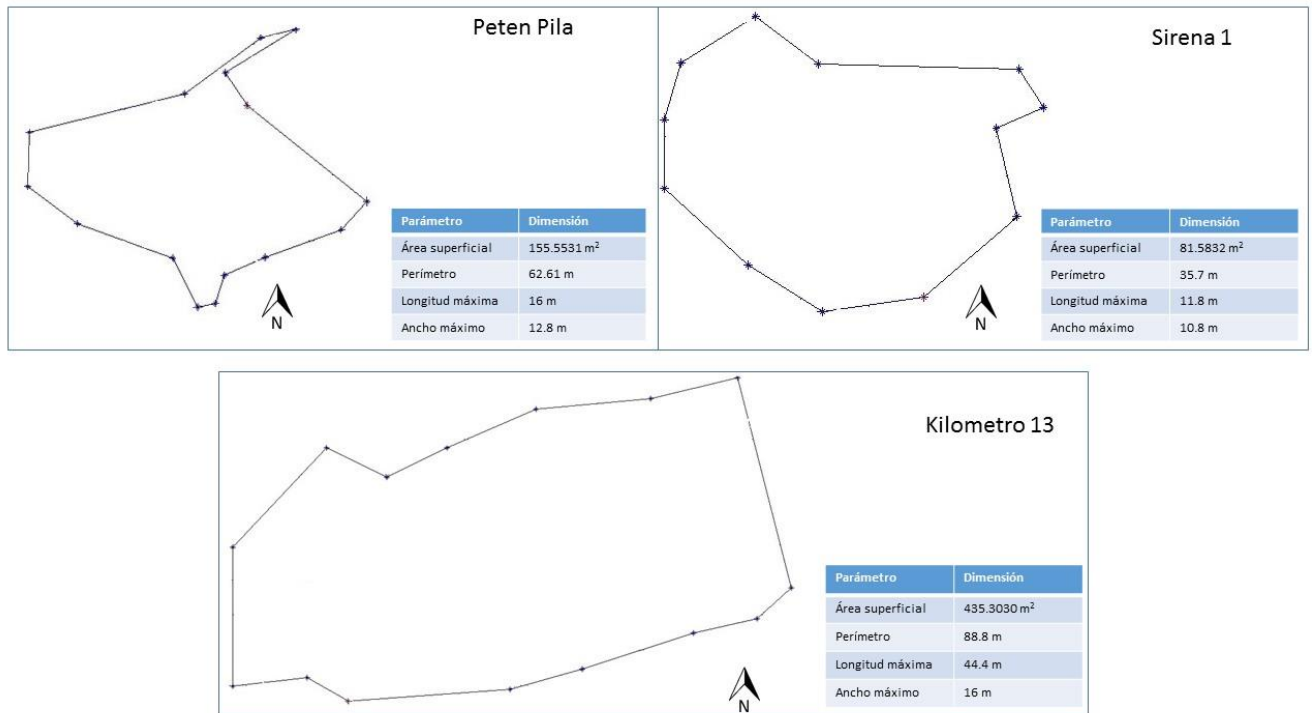 Peten Pila
Parámetro Dimensión
Área superficial 155.5531 m²
Perímetro 62.61 m
Longitud máxima 16 m
Ancho máximo 12.8 m
N
Sirena 1
Parámetro Dimensión
Área superficial 81.5832 m²
Perímetro 35.7 m
Longitud máxima 11.8 m
Ancho máximo 10.8 m
N
Kilometro 13
Parámetro Dimensión
Área superficial 435.3030 m²
Perímetro 88.8 m
Longitud máxima 44.4 m
Ancho máximo 16 m
N